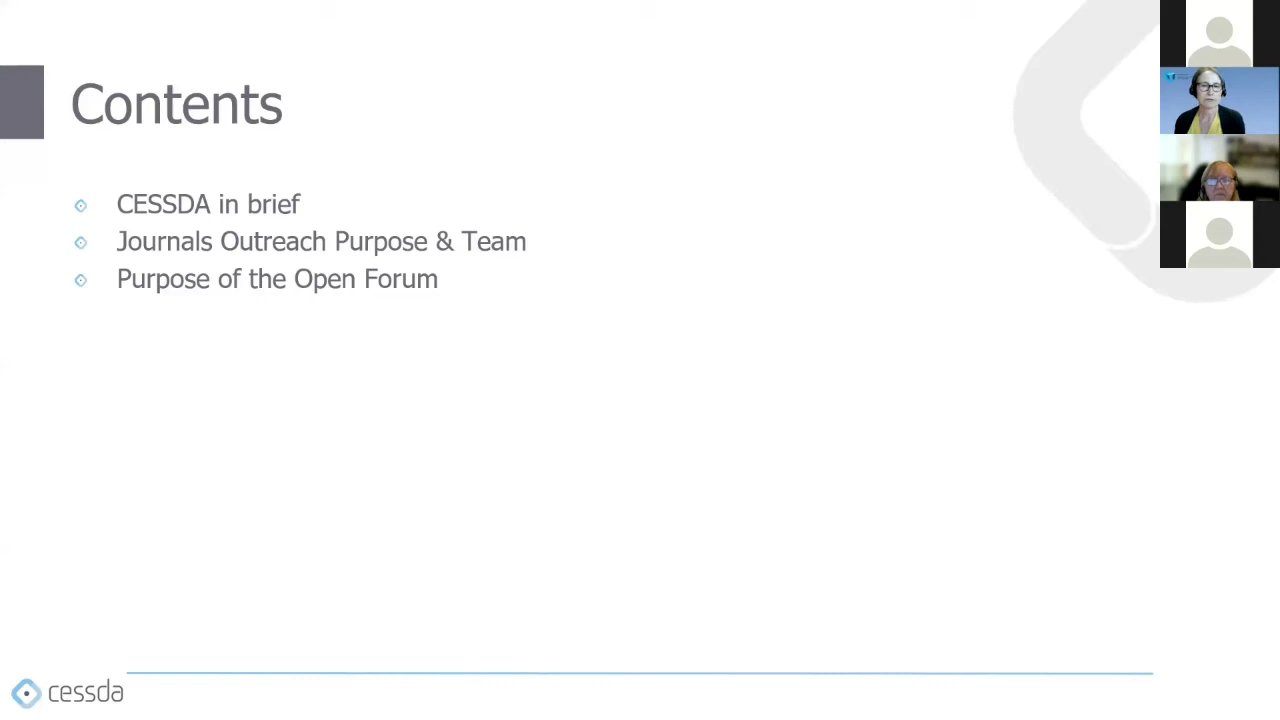 Contents
CESSDA in brief
Journals Outreach Purpose & Team
Purpose of the Open Forum
cessda